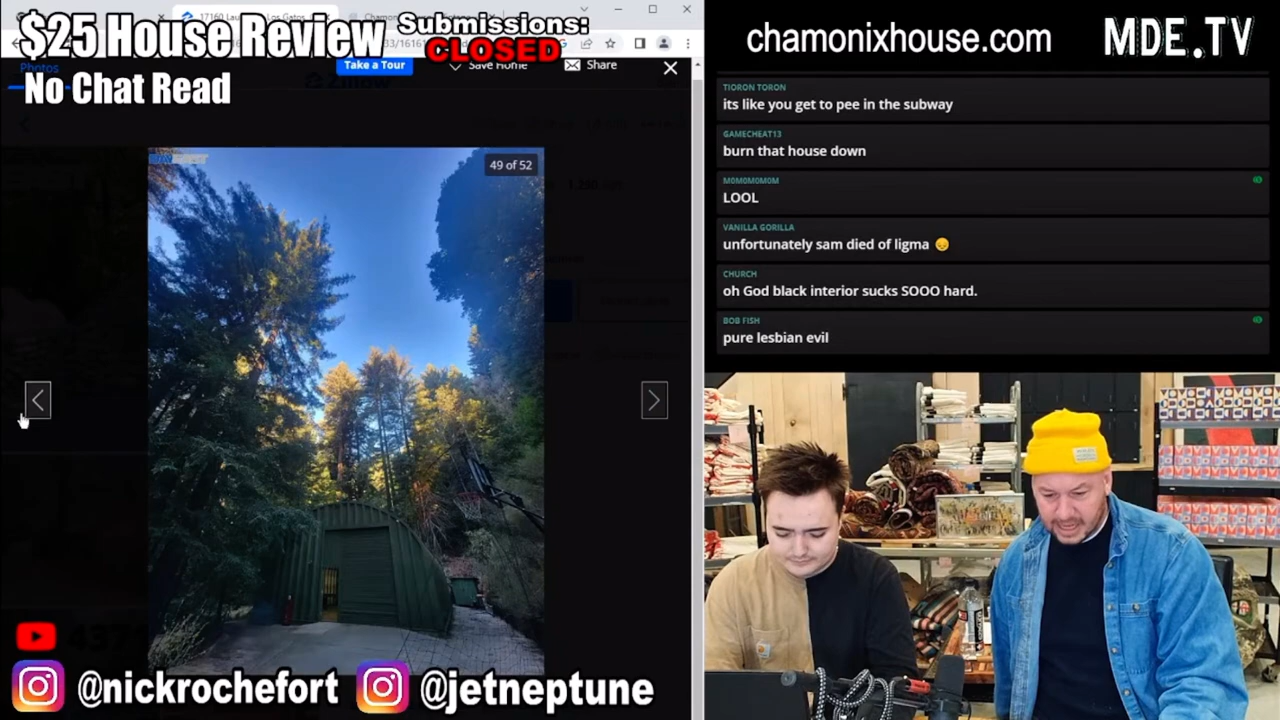 $25 House Review
Submissions:
CLOSED
No Chat Read
Photos
Take a Tour
Save Home
Share
49 of 52
@nickrochefort
@jetneptune
chamonixhouse.com
MDE.TV
TIORON TORON
its like you get to pee in the subway
GAMECHEAT13
burn that house down
M0M0M0M0M
LOOL
VANILLA GORILLA
unfortunately sam died of ligma 😔
CHURCH
oh God black interior sucks SOOO hard.
BOB FISH
pure lesbian evil